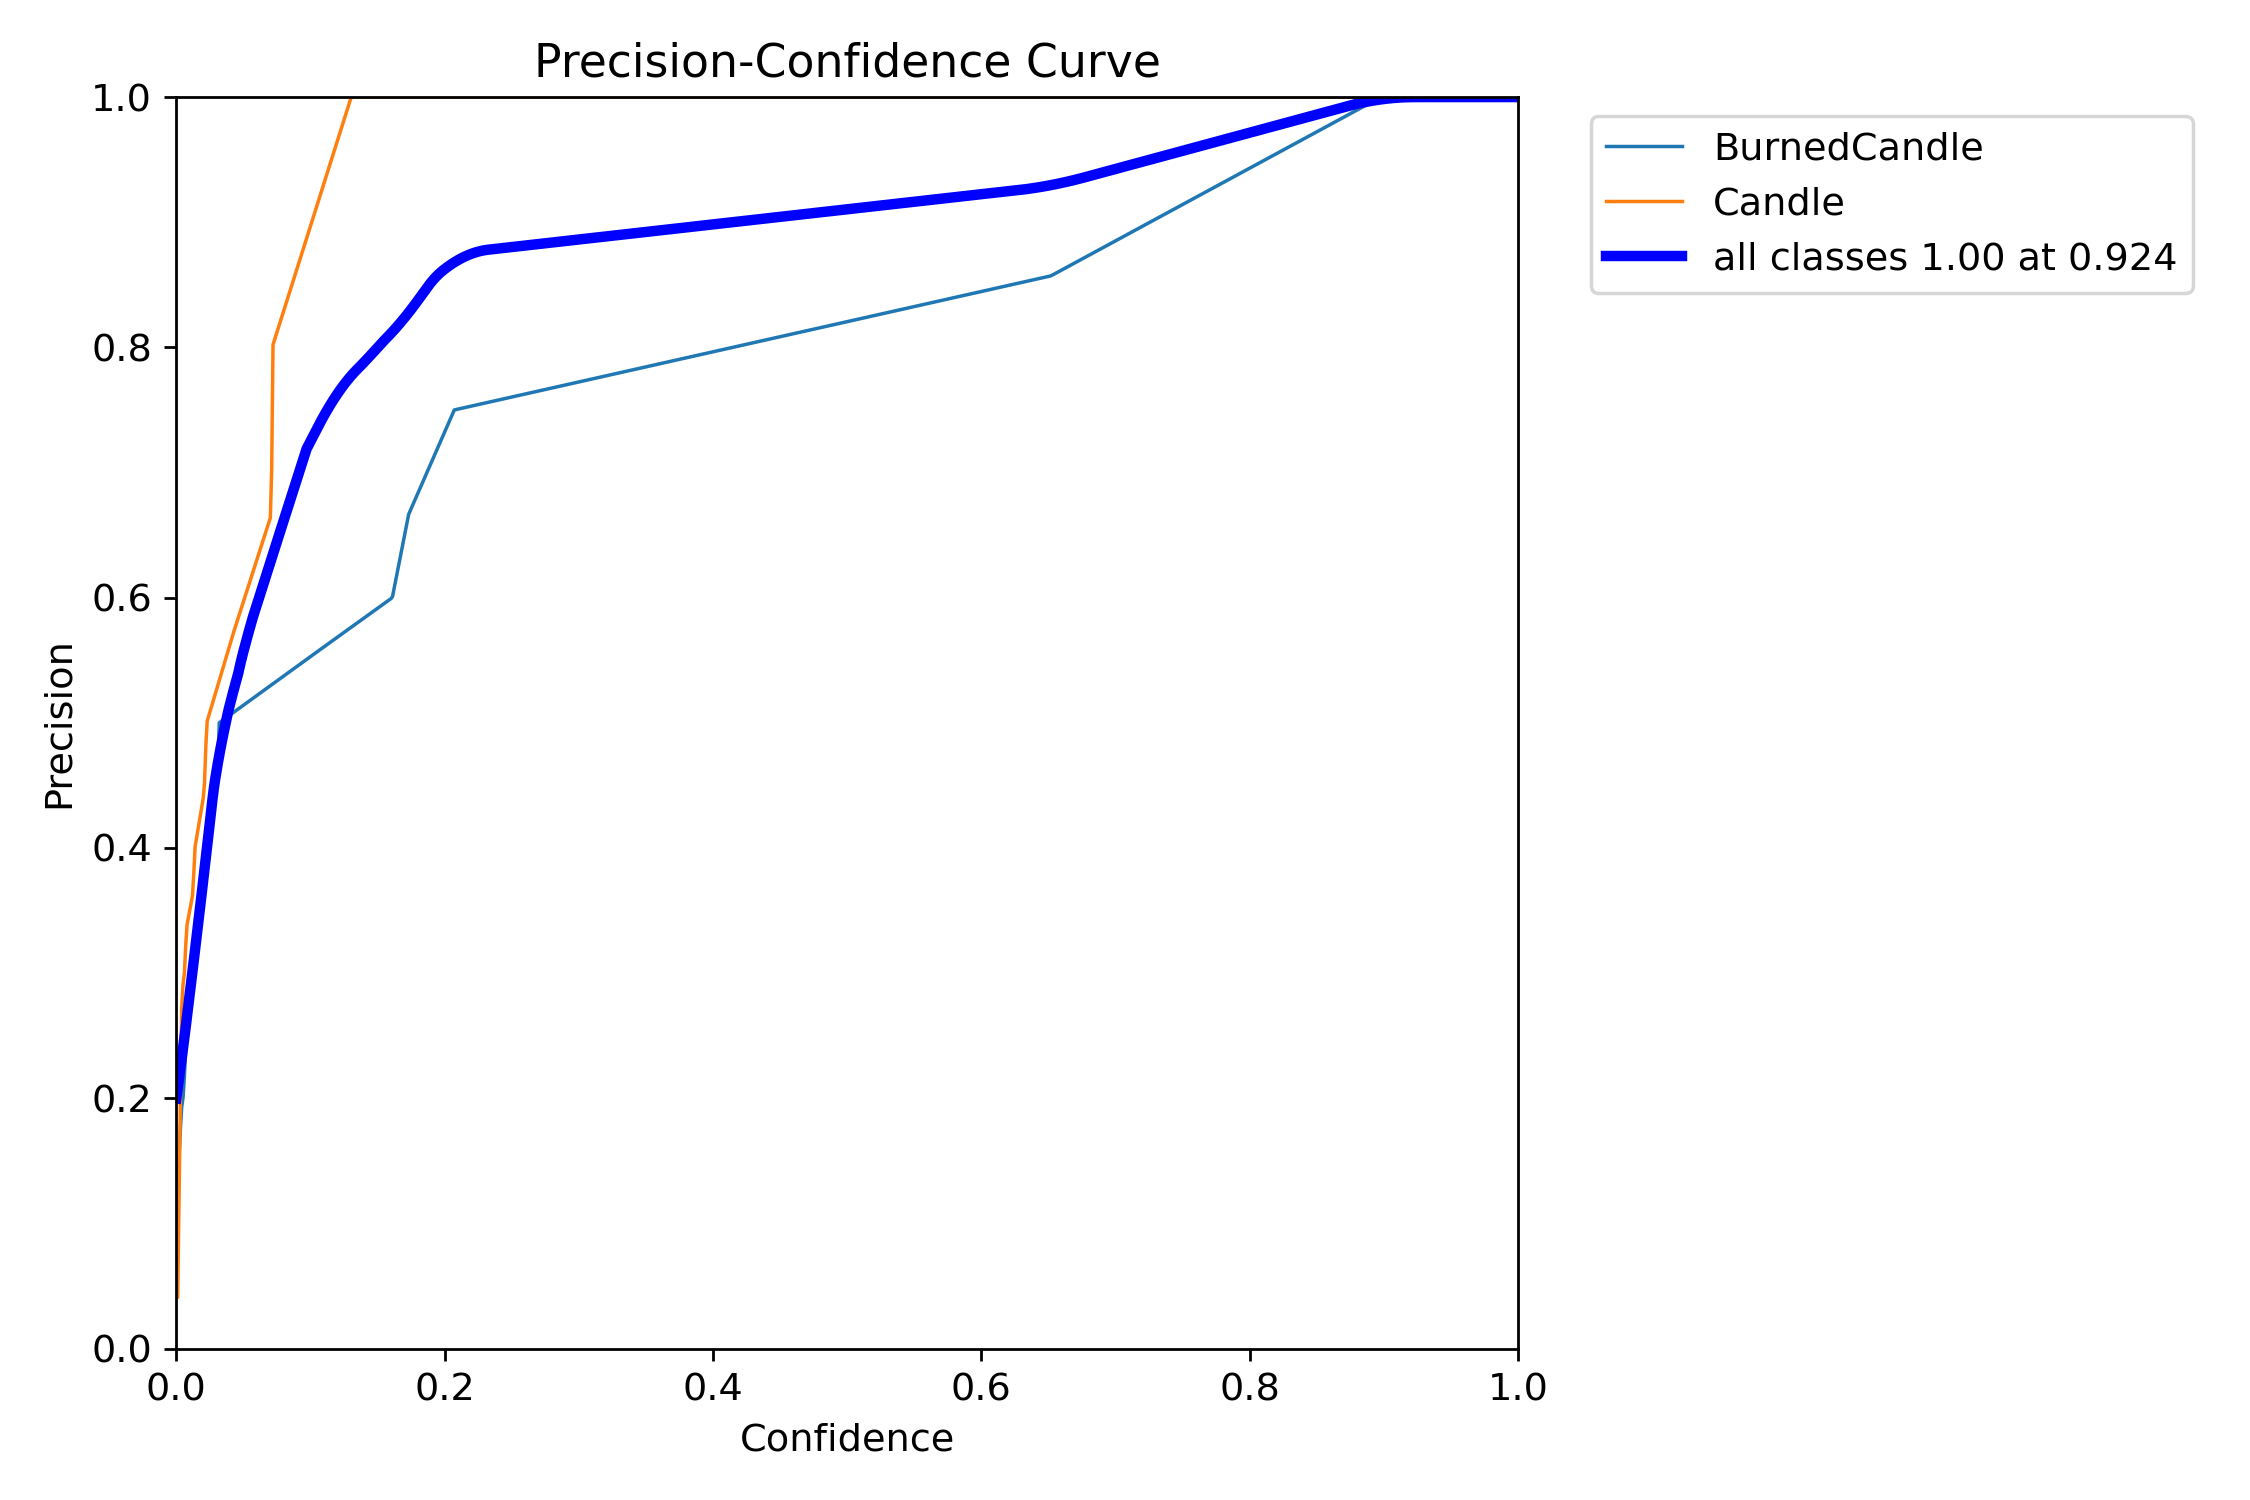 Precision-Confidence Curve
1.0
0.8
0.6
0.4
0.2
0.0
Precision
0.0 0.2 0.4 0.6 0.8 1.0
Confidence
BurnedCandle
Candle
all classes 1.00 at 0.924